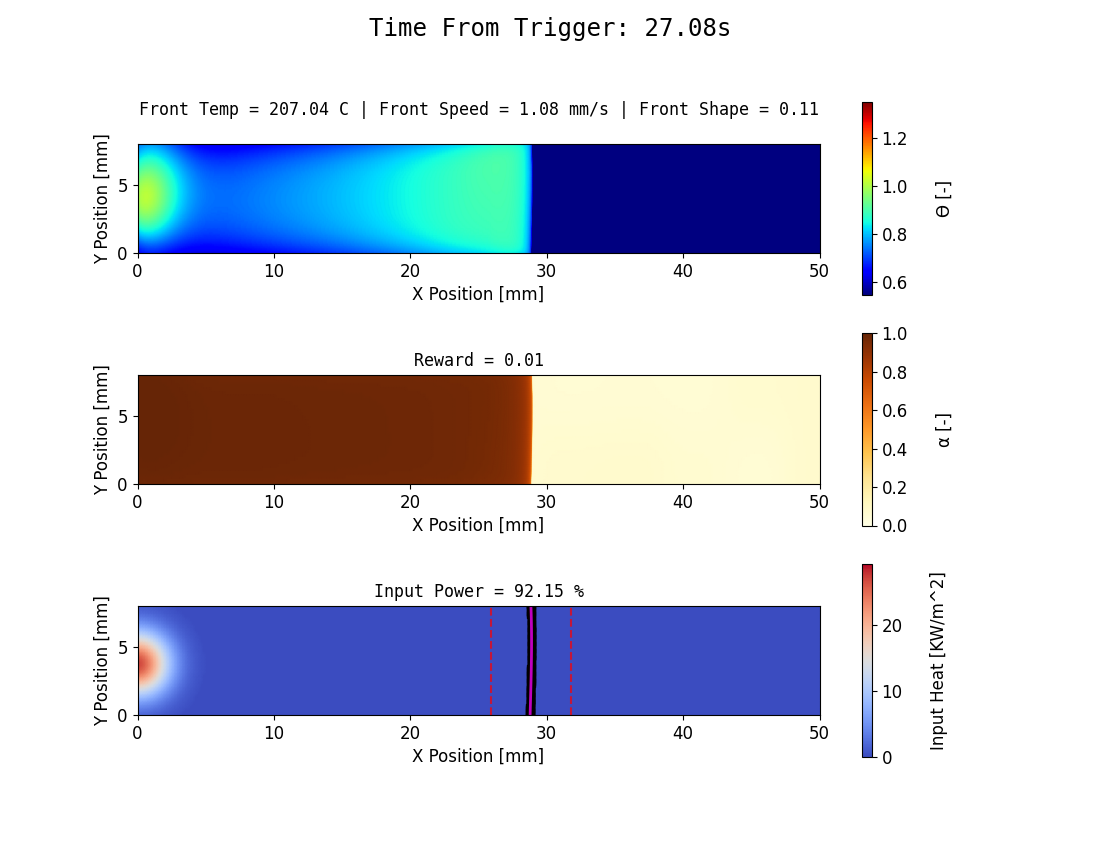 Time From Trigger: 27.08s
Front Temp = 207.04 C | Front Speed = 1.08 mm/s | Front Shape = 0.11
Y Position [mm]
5
0
0 10 20 30 40 50
X Position [mm]
1.2
1.0
0.8
0.6
Θ [-]
Reward = 0.01
Y Position [mm]
5
0
0 10 20 30 40 50
X Position [mm]
1.0
0.8
0.6
0.4
0.2
0.0
α [-]
Input Power = 92.15 %
Y Position [mm]
5
0
0 10 20 30 40 50
X Position [mm]
20
10
0
Input Heat [KW/m^2]